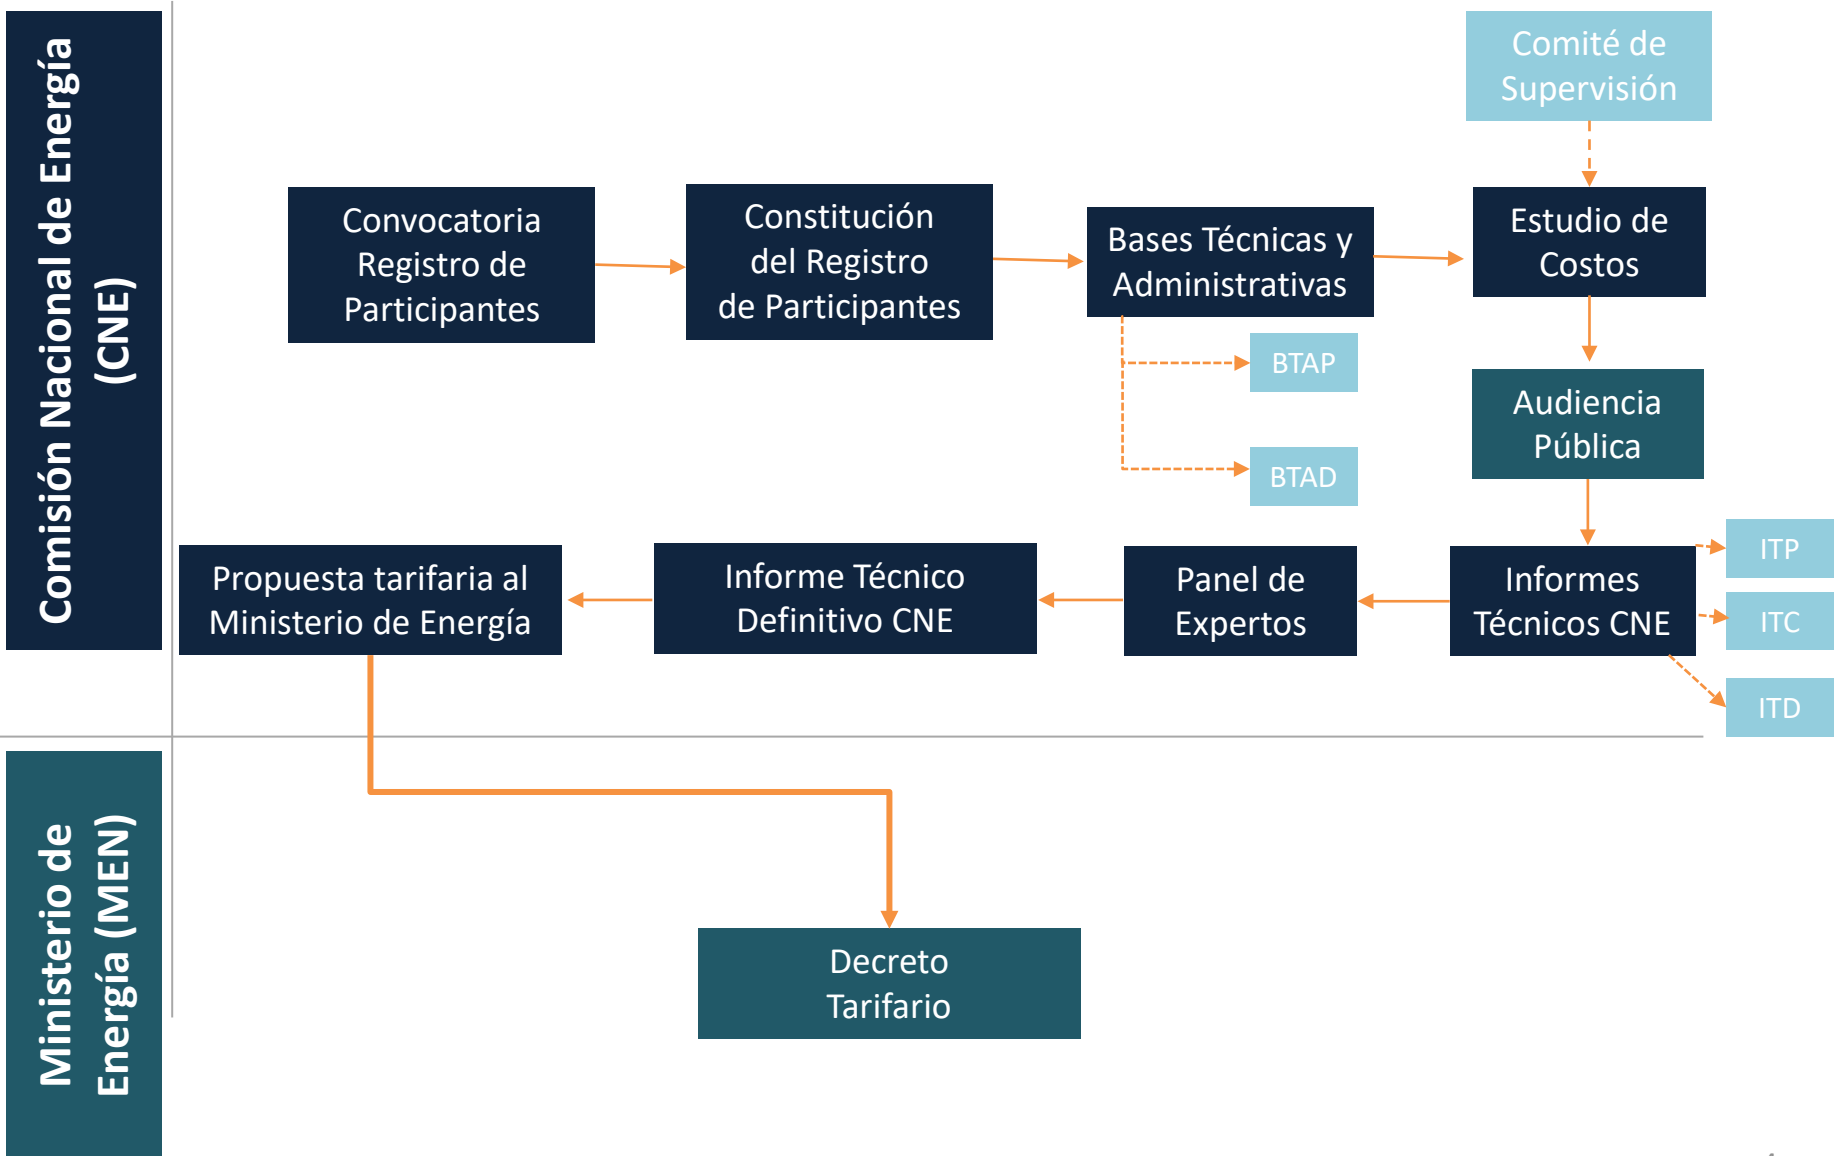 Comisión Nacional de Energía
(CNE)
Comité de
Supervisión
Convocatoria
Registro de
Participantes
Constitución
del Registro
de Participantes
Bases Técnicas y
Administrativas
Estudio de
Costos
BTAP
BTAD
Audiencia
Pública
Propuesta tarifaria al
Ministerio de Energía
Informe Técnico
Definitivo CNE
Panel de
Expertos
Informes
Técnicos CNE
ITP
ITC
ITD
Ministerio de
Energía (MEN)
Decreto
Tarifario